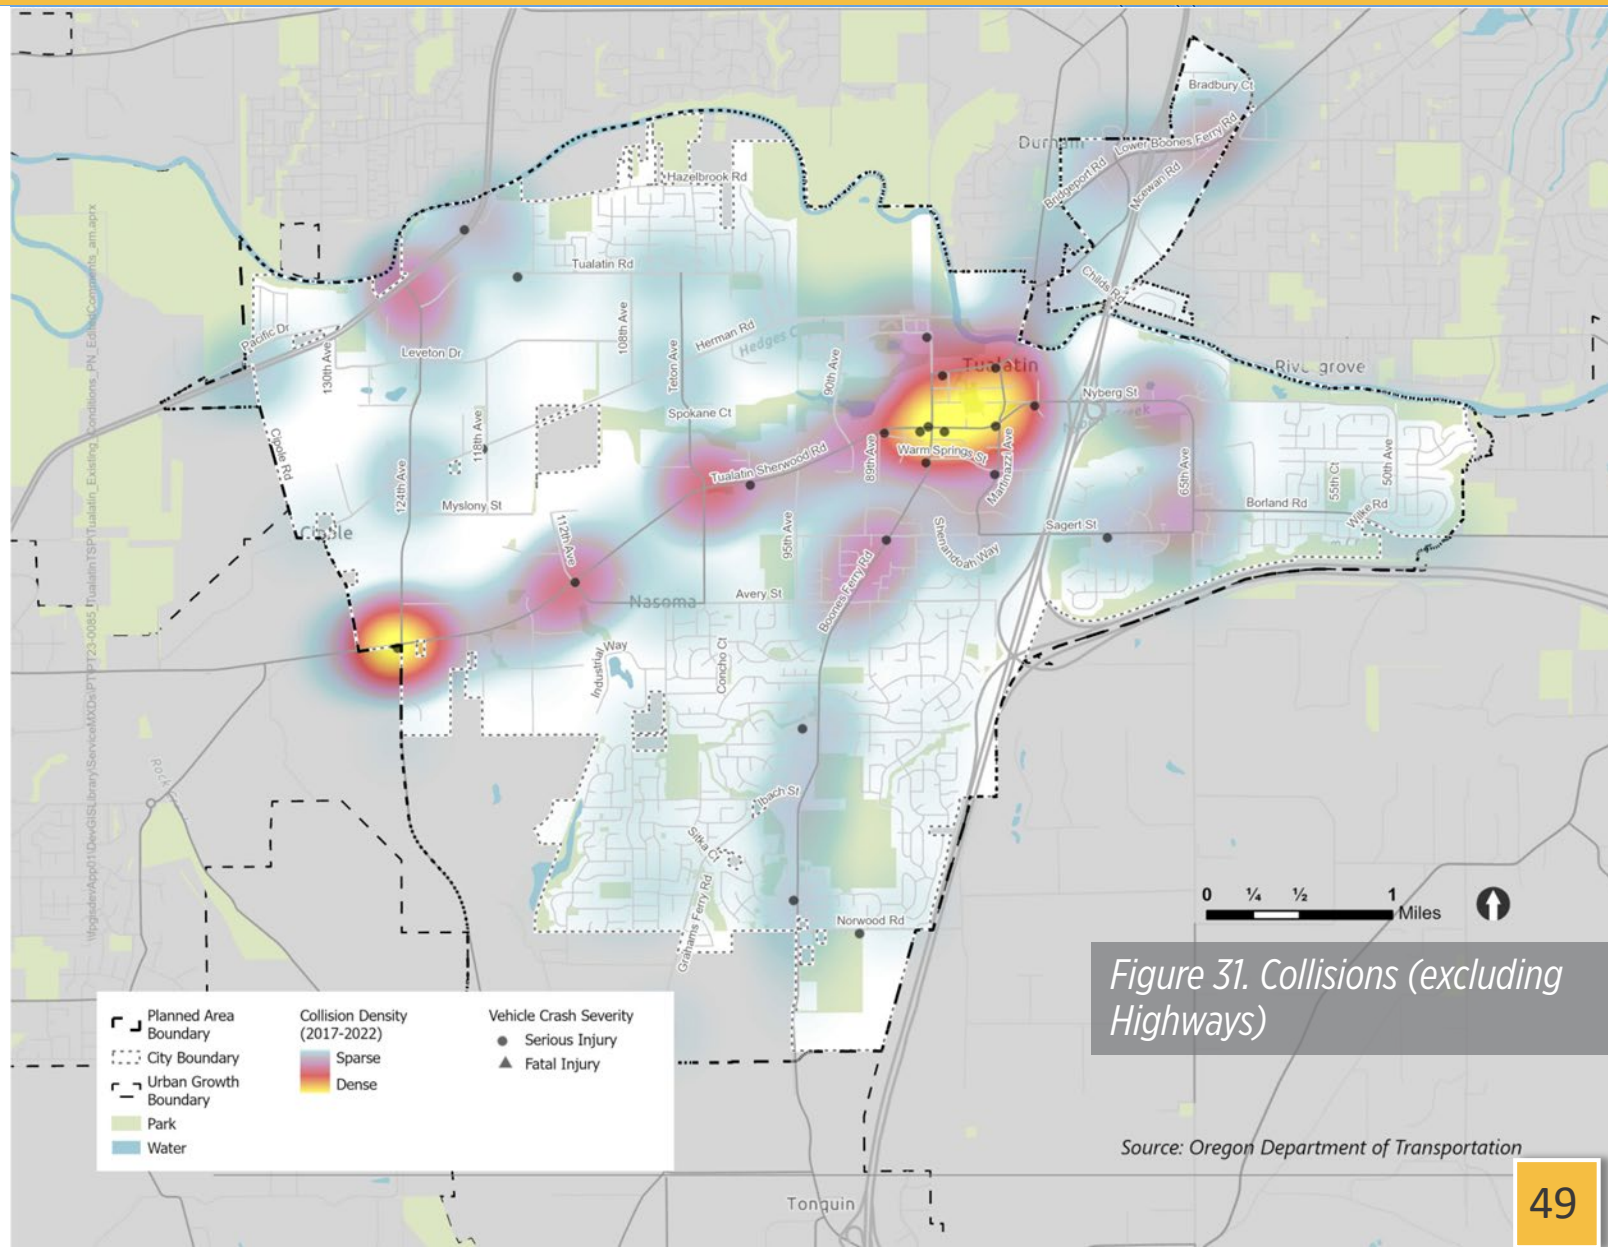 Bradbury Ct
Durham
Lower Boones Ferry Rd
Bridgeport Rd
Mcewan Rd
Hazelbrook Rd
Tualatin Rd
Childs Rd
Pacific Dr
130th Ave
Leveton Dr
108th Ave
Herman Rd
Hedges C
Teton Ave
90th Ave
Tualatin
Rivergrove
Nyberg St
Creek
Spokane Ct
118th Ave
Cipole Rd
Tualatin Sherwood Rd
89th Ave
Warm Springs St
Martinazzi Ave
65th Ave
55th Ct
50th Ave
124th Ave
Myslony St
Borland Rd
Wilke Rd
Cipole
112th Ave
95th Ave
Sagert St
Shenandoah Way
Boones Ferry Rd
Nasoma
Avery St
Industrial Way
Concho Ct
Rock
Ibach St
Sitka Ct
Grahams Ferry Rd
Norwood Rd
0 ¼ ½ 1
Miles
Figure 31. Collisions (excluding
Highways)
Planned Area
Boundary
City Boundary
Urban Growth
Boundary
Park
Water
Collision Density
(2017-2022)
Sparse
Dense
Vehicle Crash Severity
Serious Injury
Fatal Injury
Source: Oregon Department of Transportation
Tonquin
49